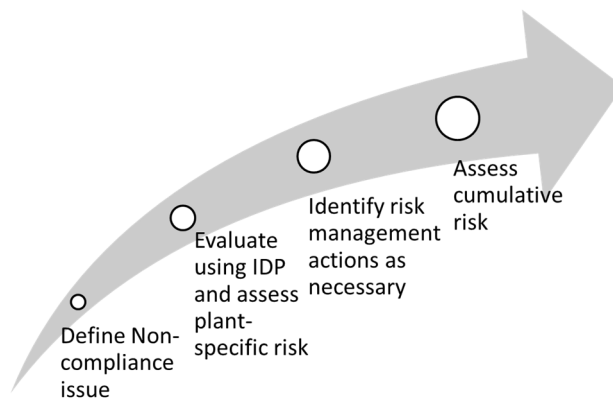 Define Non-
compliance
issue
Evaluate
using IDP
and assess
plant-
specific risk
Identify risk
management
actions as
necessary
Assess
cumulative
risk